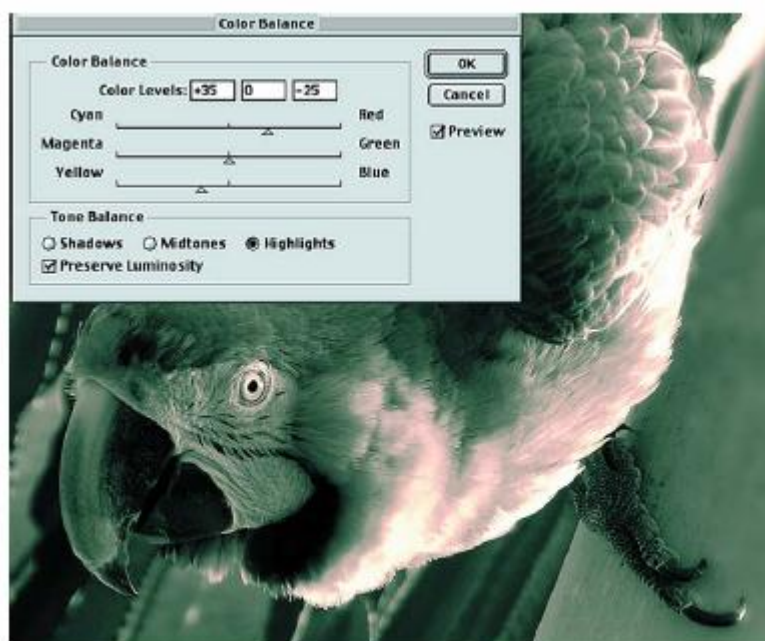 Color Balance
Color Balance
Color Levels: +35 0 -25
Cyan Red
Magenta Green
Yellow Blue
Tone Balance
Shadows Midtones Highlights
Preserve Luminosity
OK
Cancel
Preview